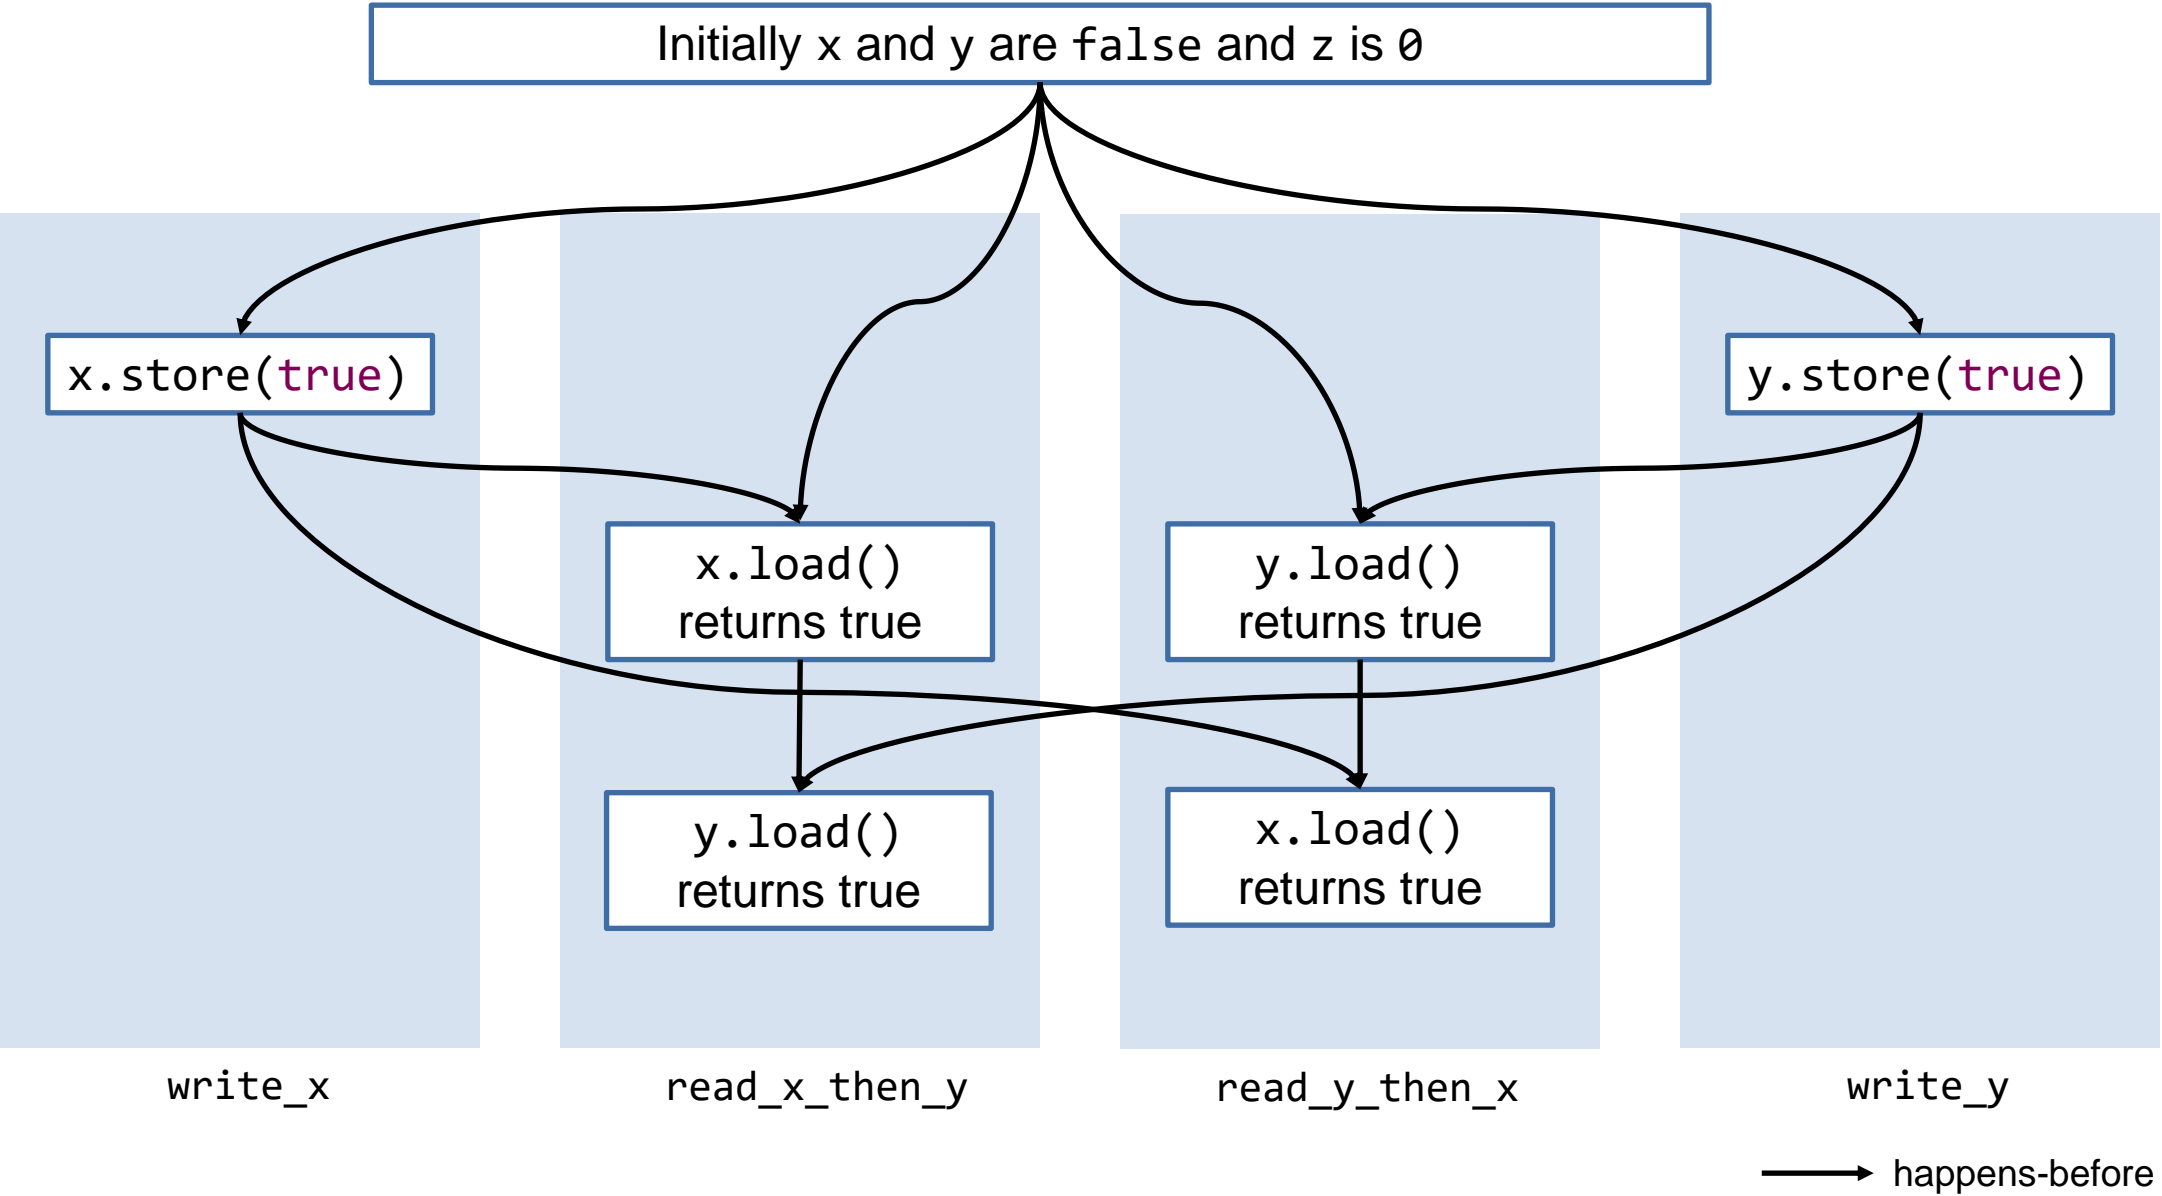 Initially x and y are false and z is 0
x.store(true)
y.store(true)
x.load()
returns true
y.load()
returns true
y.load()
returns true
x.load()
returns true
write_x
read_x_then_y
read_y_then_x
write_y
happens-before